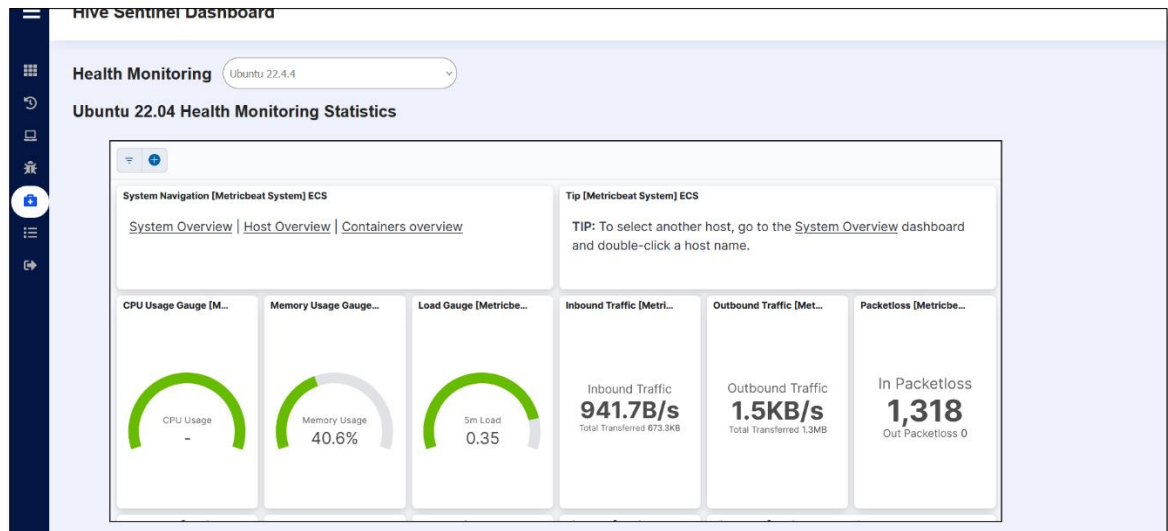 Hive Sentinel Dashboard
Health Monitoring Ubuntu 22.4.4
Ubuntu 22.04 Health Monitoring Statistics
System Navigation [Metricbeat System] ECS
System Overview | Host Overview | Containers overview
Tip [Metricbeat System] ECS
TIP: To select another host, go to the System Overview dashboard
and double-click a host name.
CPU Usage Gauge [M...
CPU Usage
-
Memory Usage Gauge...
Memory Usage
40.6%
Load Gauge [Metricbe...
5m Load
0.35
Inbound Traffic [Metri...
Inbound Traffic
941.7B/s
Total Transferred 673.3KB
Outbound Traffic [Met...
Outbound Traffic
1.5KB/s
Total Transferred 1.3MB
Packetloss [Metricbe...
In Packetloss
1,318
Out Packetloss 0